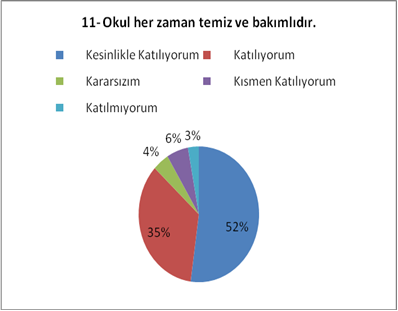 11- Okul her zaman temiz ve bakımlıdır.
Kesinlikle Katılıyorum
Katılıyorum
Kararsızım
Kısmen Katılıyorum
Katılmıyorum
3%
6%
4%
35%
52%